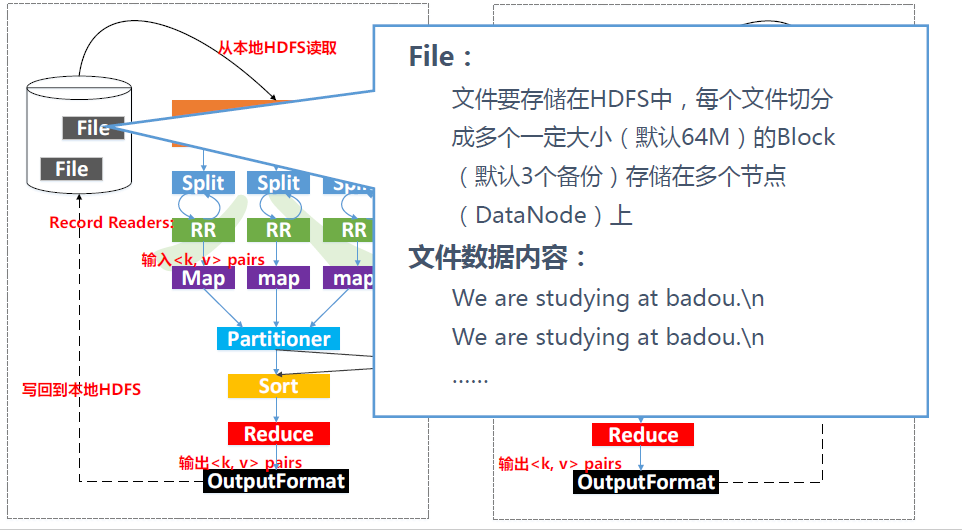 从本地HDFS读取
File
File
Split
Split
Record Readers:
RR
RR
RR
输入<k, v> pairs
Map
map
map
Partitioner
Sort
写回到本地HDFS
Reduce
输出<k, v> pairs
OutputFormat
File：
文件要存储在HDFS中，每个文件切分
成多个一定大小（默认64M）的Block
（默认3个备份）存储在多个节点
（DataNode）上
文件数据内容：
We are studying at badou.\n
We are studying at badou.\n
……
Reduce
输出<k, v> pairs
OutputFormat